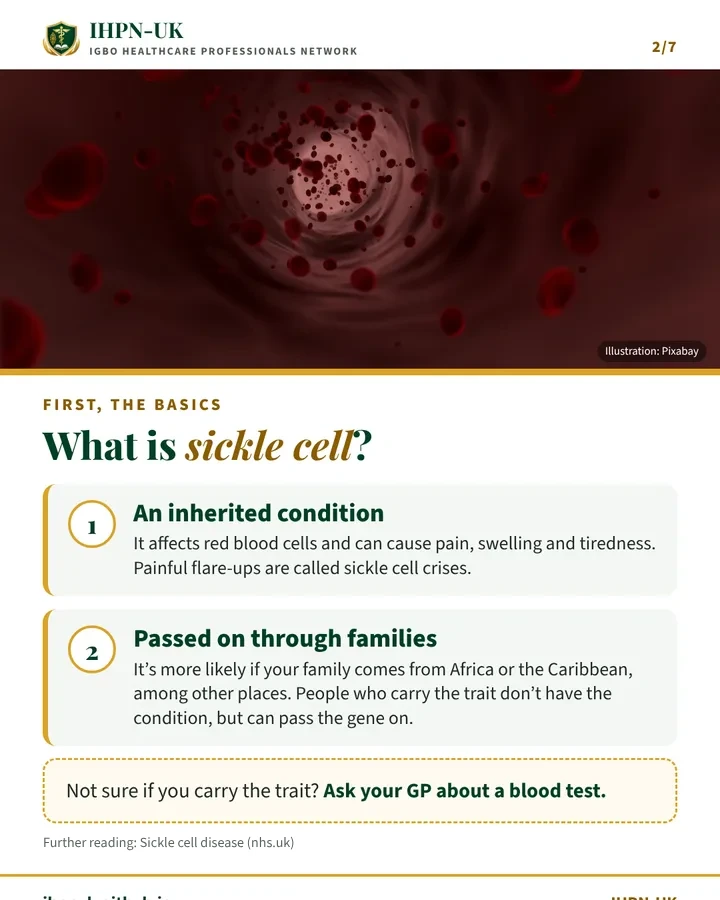 IHPN-UK
IGBO HEALTHCARE PROFESSIONALS NETWORK
2/7
Illustration: Pixabay
FIRST, THE BASICS
What is sickle cell?
1
An inherited condition
It affects red blood cells and can cause pain, swelling and tiredness.
Painful flare-ups are called sickle cell crises.
2
Passed on through families
It’s more likely if your family comes from Africa or the Caribbean,
among other places. People who carry the trait don’t have the
condition, but can pass the gene on.
Not sure if you carry the trait? Ask your GP about a blood test.
Further reading: Sickle cell disease (nhs.uk)
IHPN-UK